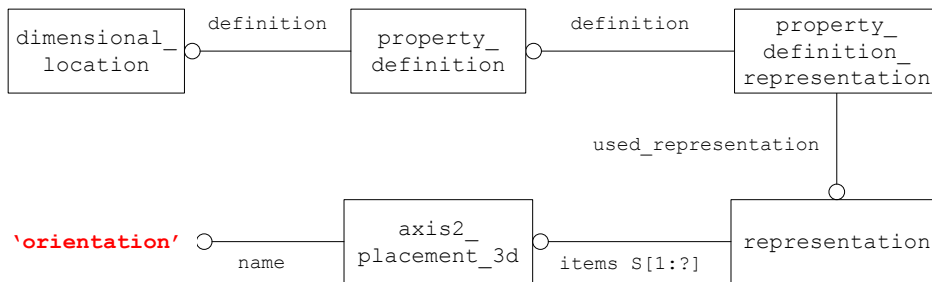 definition
definition
dimensional_
location
property_
definition
property_
definition_
representation
used_representation
‘orientation’
name
axis2_
placement_3d
items S[1:?]
representation